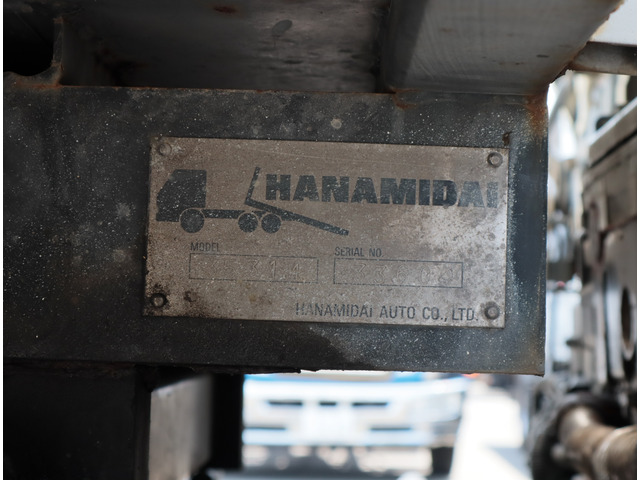 HANAMIDAI
MODEL
SERIAL NO
HANAMIDAI AUTO CO., LTD.